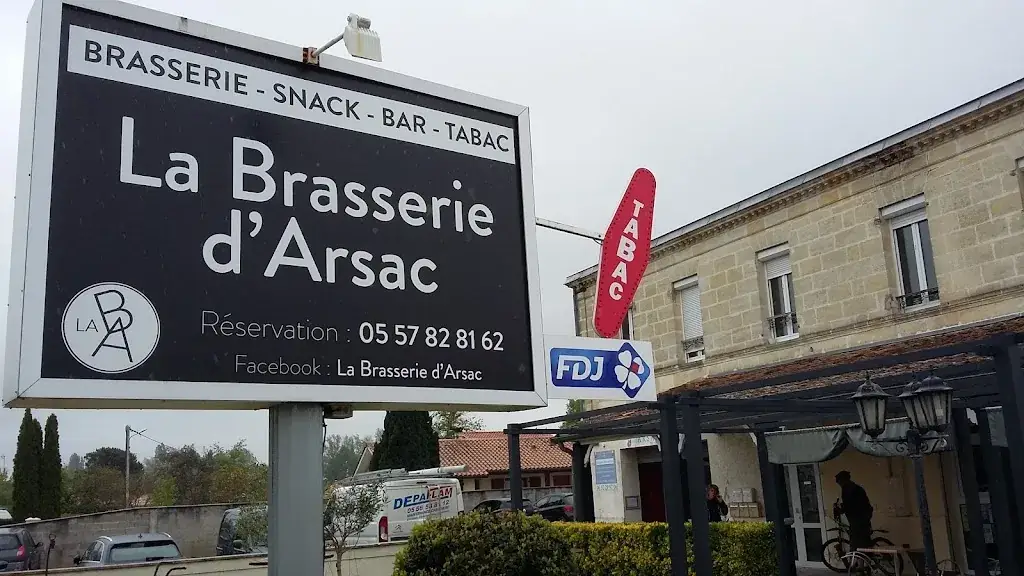 BRASSERIE - SNACK - BAR - TABAC
La Brasserie
d'Arsac
LA BA
Réservation : 05 57 82 81 62
Facebook : La Brasserie d'Arsac
TABAC
FDJ